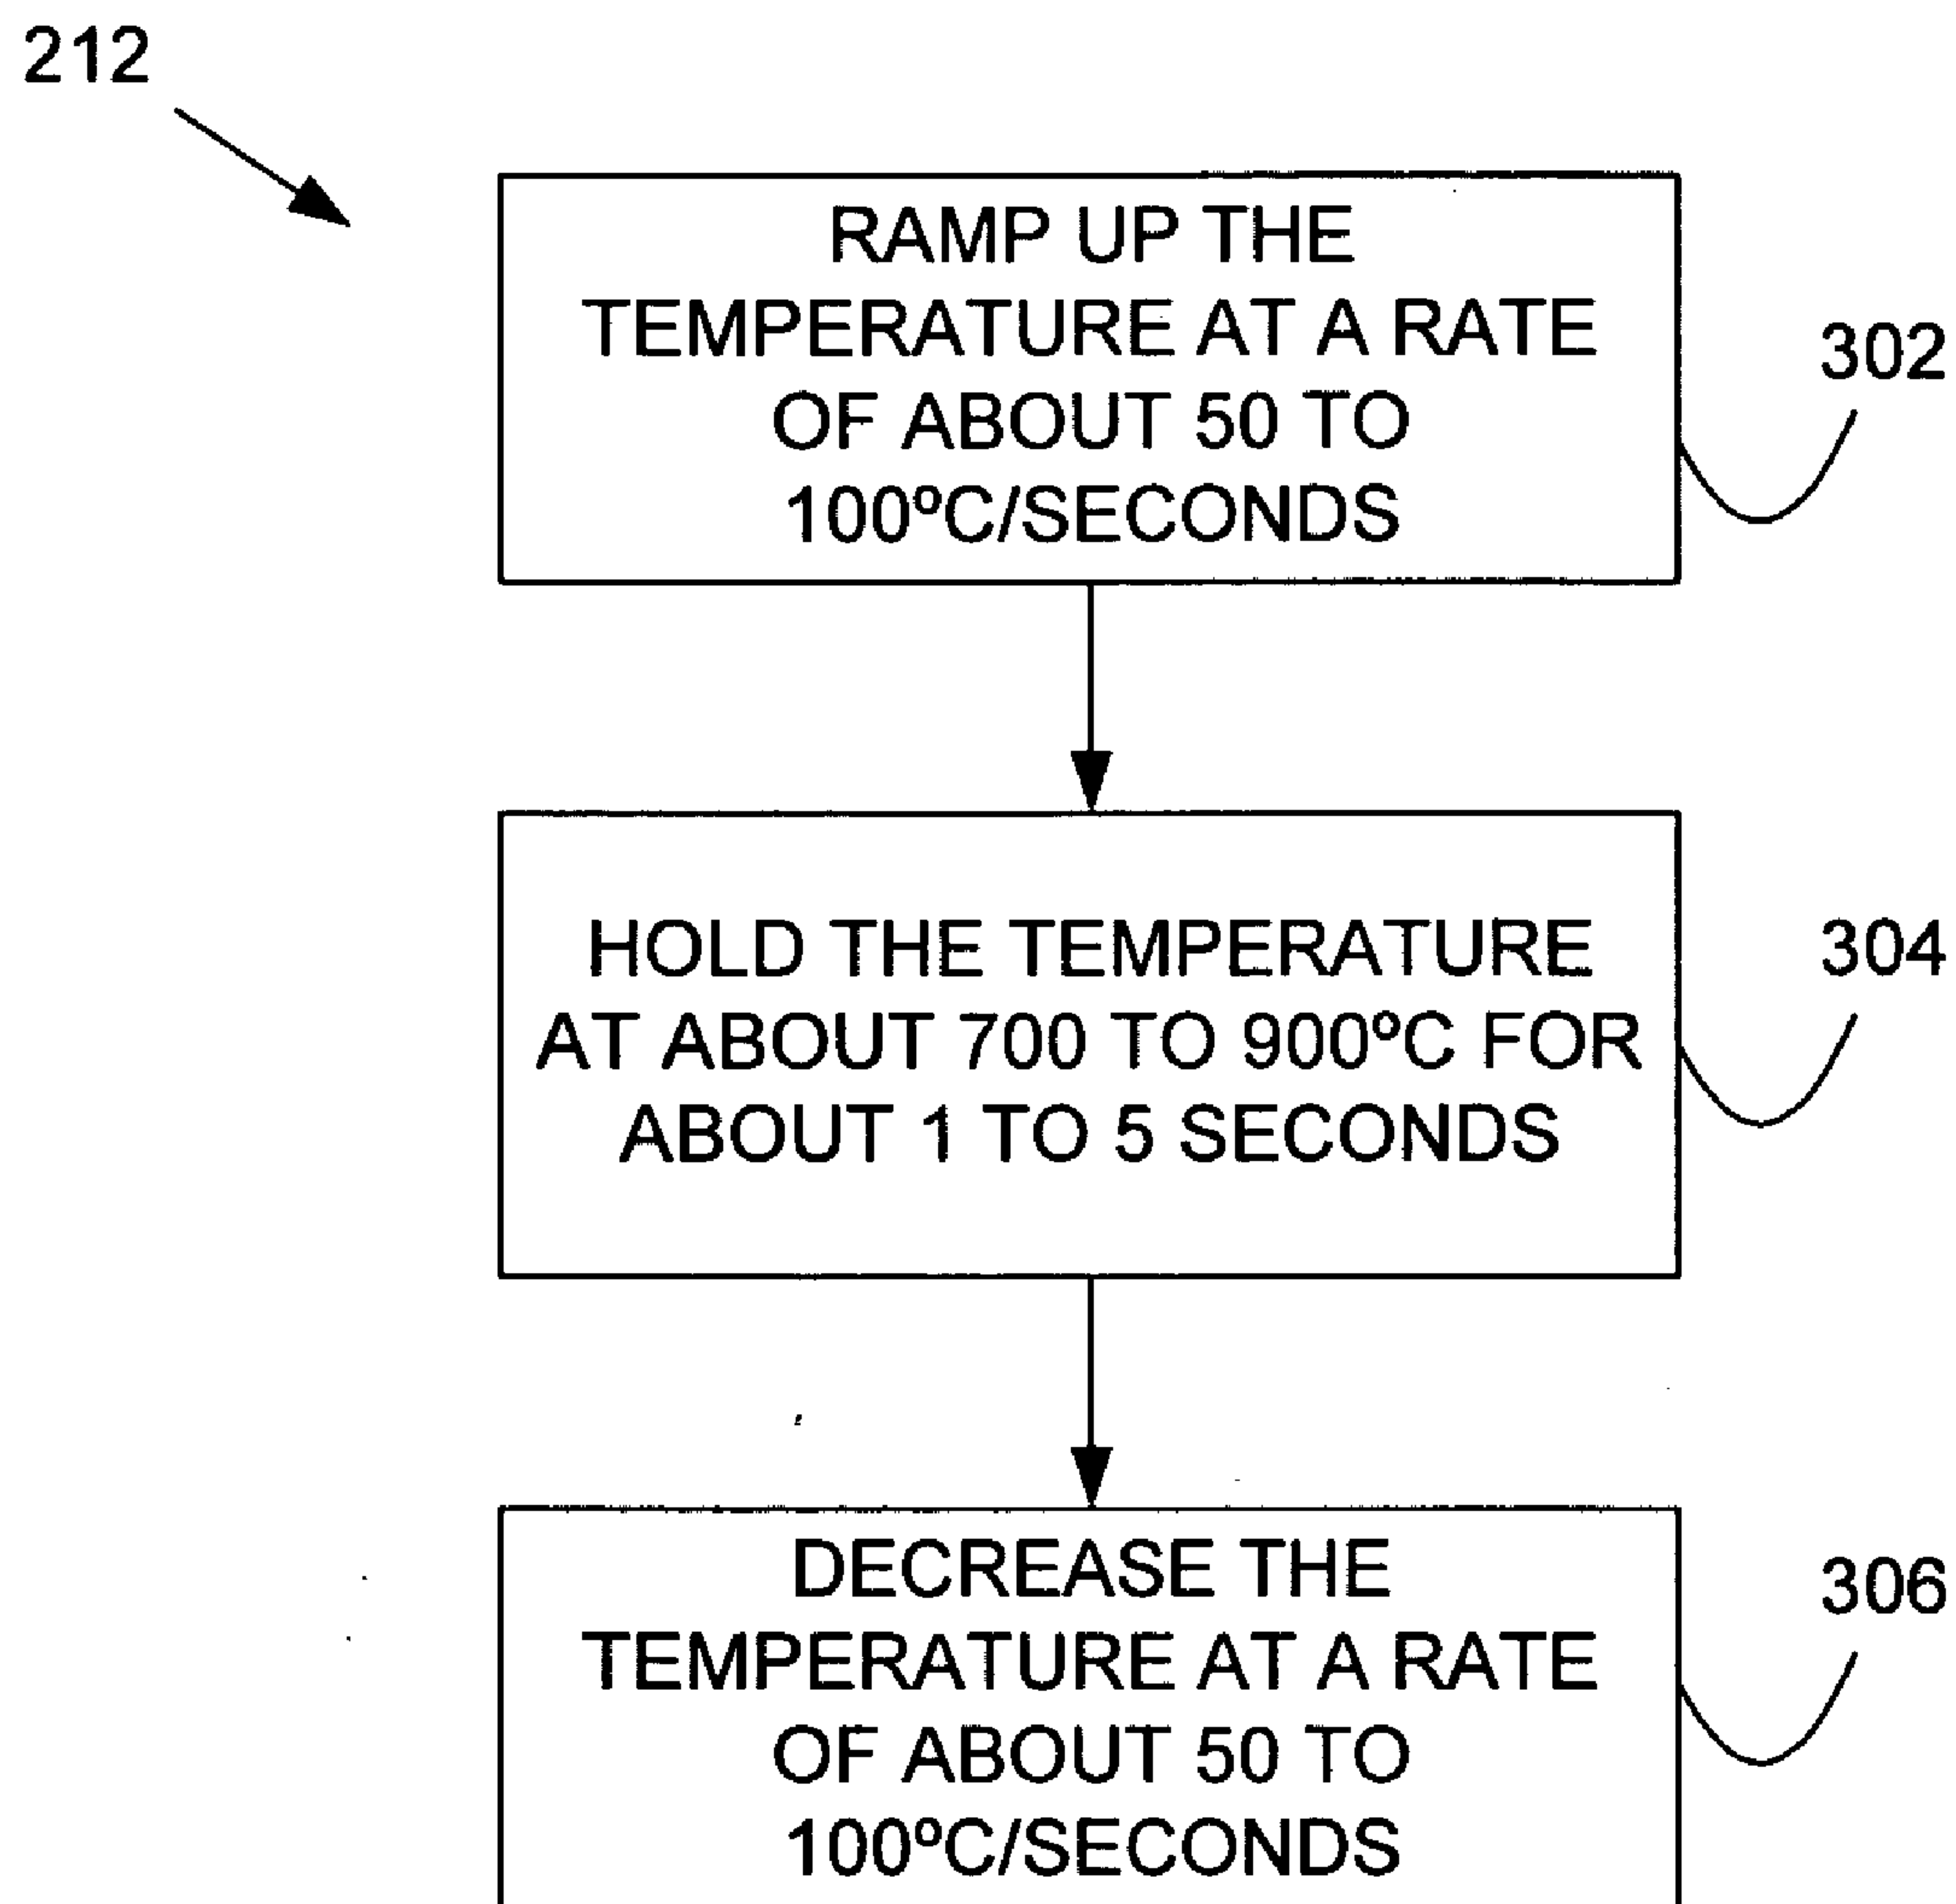 212
RAMP UP THE
TEMPERATURE AT A RATE
OF ABOUT 50 TO
100ºC/SECONDS
302
HOLD THE TEMPERATURE
AT ABOUT 700 TO 900ºC FOR
ABOUT 1 TO 5 SECONDS
304
DECREASE THE
TEMPERATURE AT A RATE
OF ABOUT 50 TO
100ºC/SECONDS
306